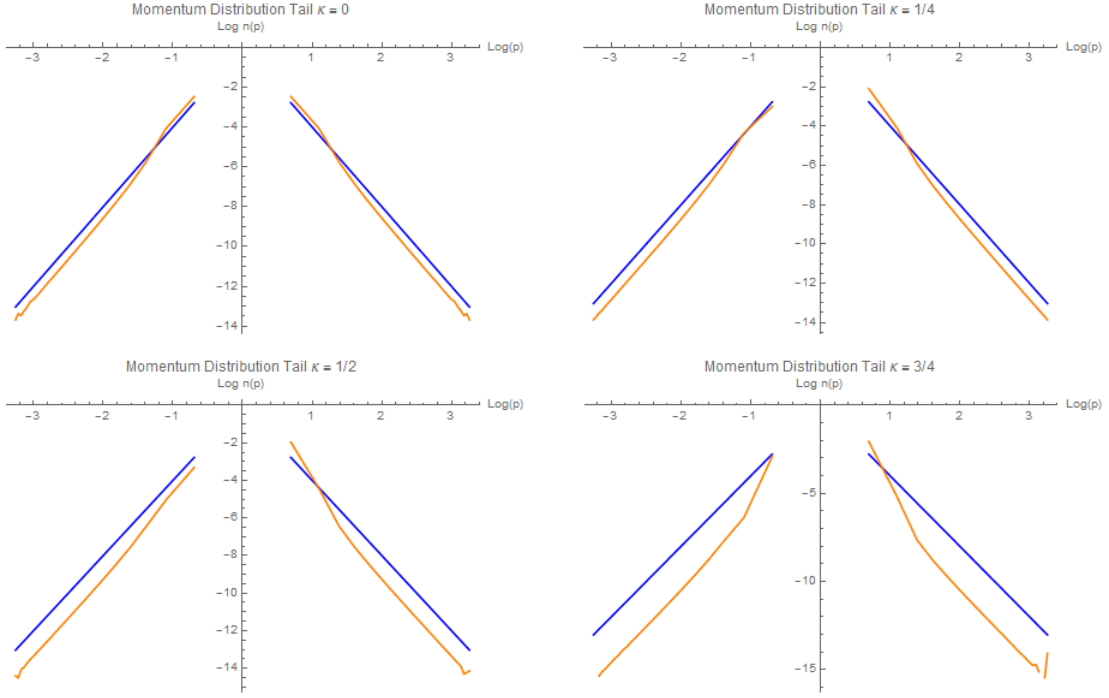 Momentum Distribution Tail κ = 0
Log n(p)
Log(p)
-3 -2 -1 1 2 3
-2
-4
-6
-8
-10
-12
-14
Momentum Distribution Tail κ = 1/4
Log n(p)
Log(p)
-3 -2 -1 1 2 3
-2
-4
-6
-8
-10
-12
-14
Momentum Distribution Tail κ = 1/2
Log n(p)
Log(p)
-3 -2 -1 1 2 3
-2
-4
-6
-8
-10
-12
-14
Momentum Distribution Tail κ = 3/4
Log n(p)
Log(p)
-3 -2 -1 1 2 3
-5
-10
-15